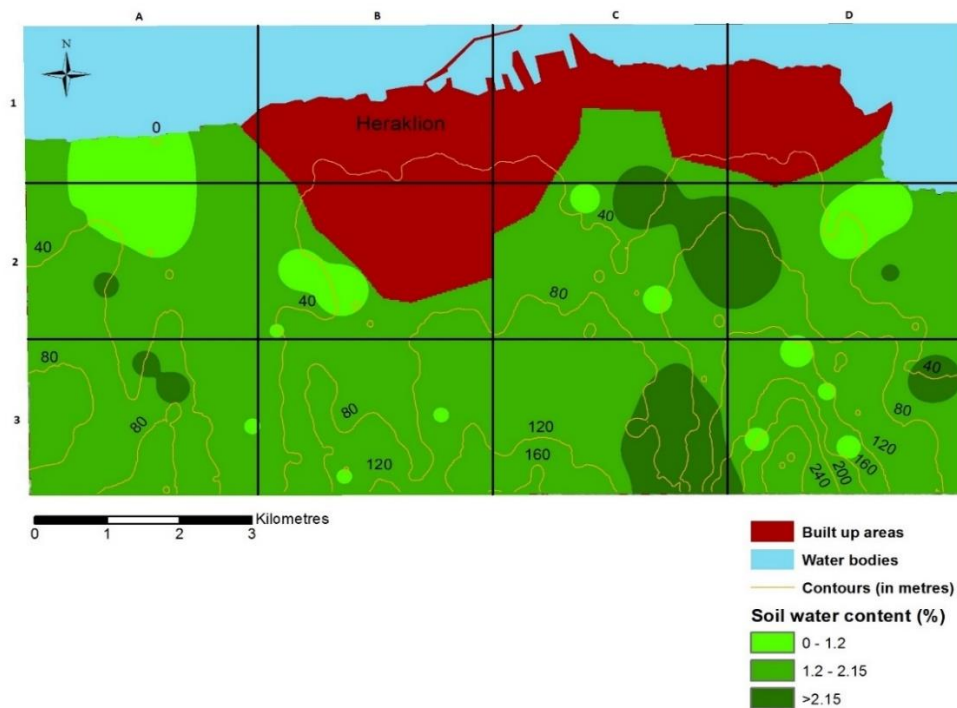 A B C D
N
1
0
Heraklion
40
40
2
40
80
80
40
80
80
80
120
3
120
120
160
160
200
240
Kilometres
0 1 2 3
Built up areas
Water bodies
Contours (in metres)
Soil water content (%)
0 - 1.2
1.2 - 2.15
>2.15